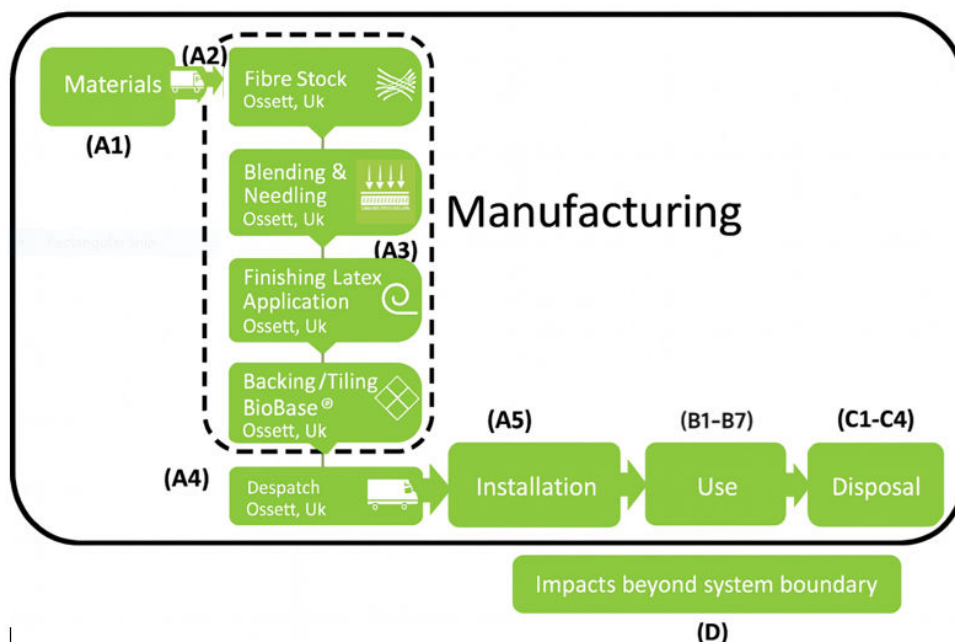 (A2)
Materials
(A1)
Fibre Stock
Ossett, Uk
Blending &
Needling
Ossett, Uk
Manufacturing
(A3)
Finishing Latex
Application
Ossett, Uk
Backing/Tiling
BioBase®
Ossett, Uk
(A4)
Despatch
Ossett, Uk
(A5)
Installation
(B1-B7)
Use
(C1-C4)
Disposal
Impacts beyond system boundary
(D)